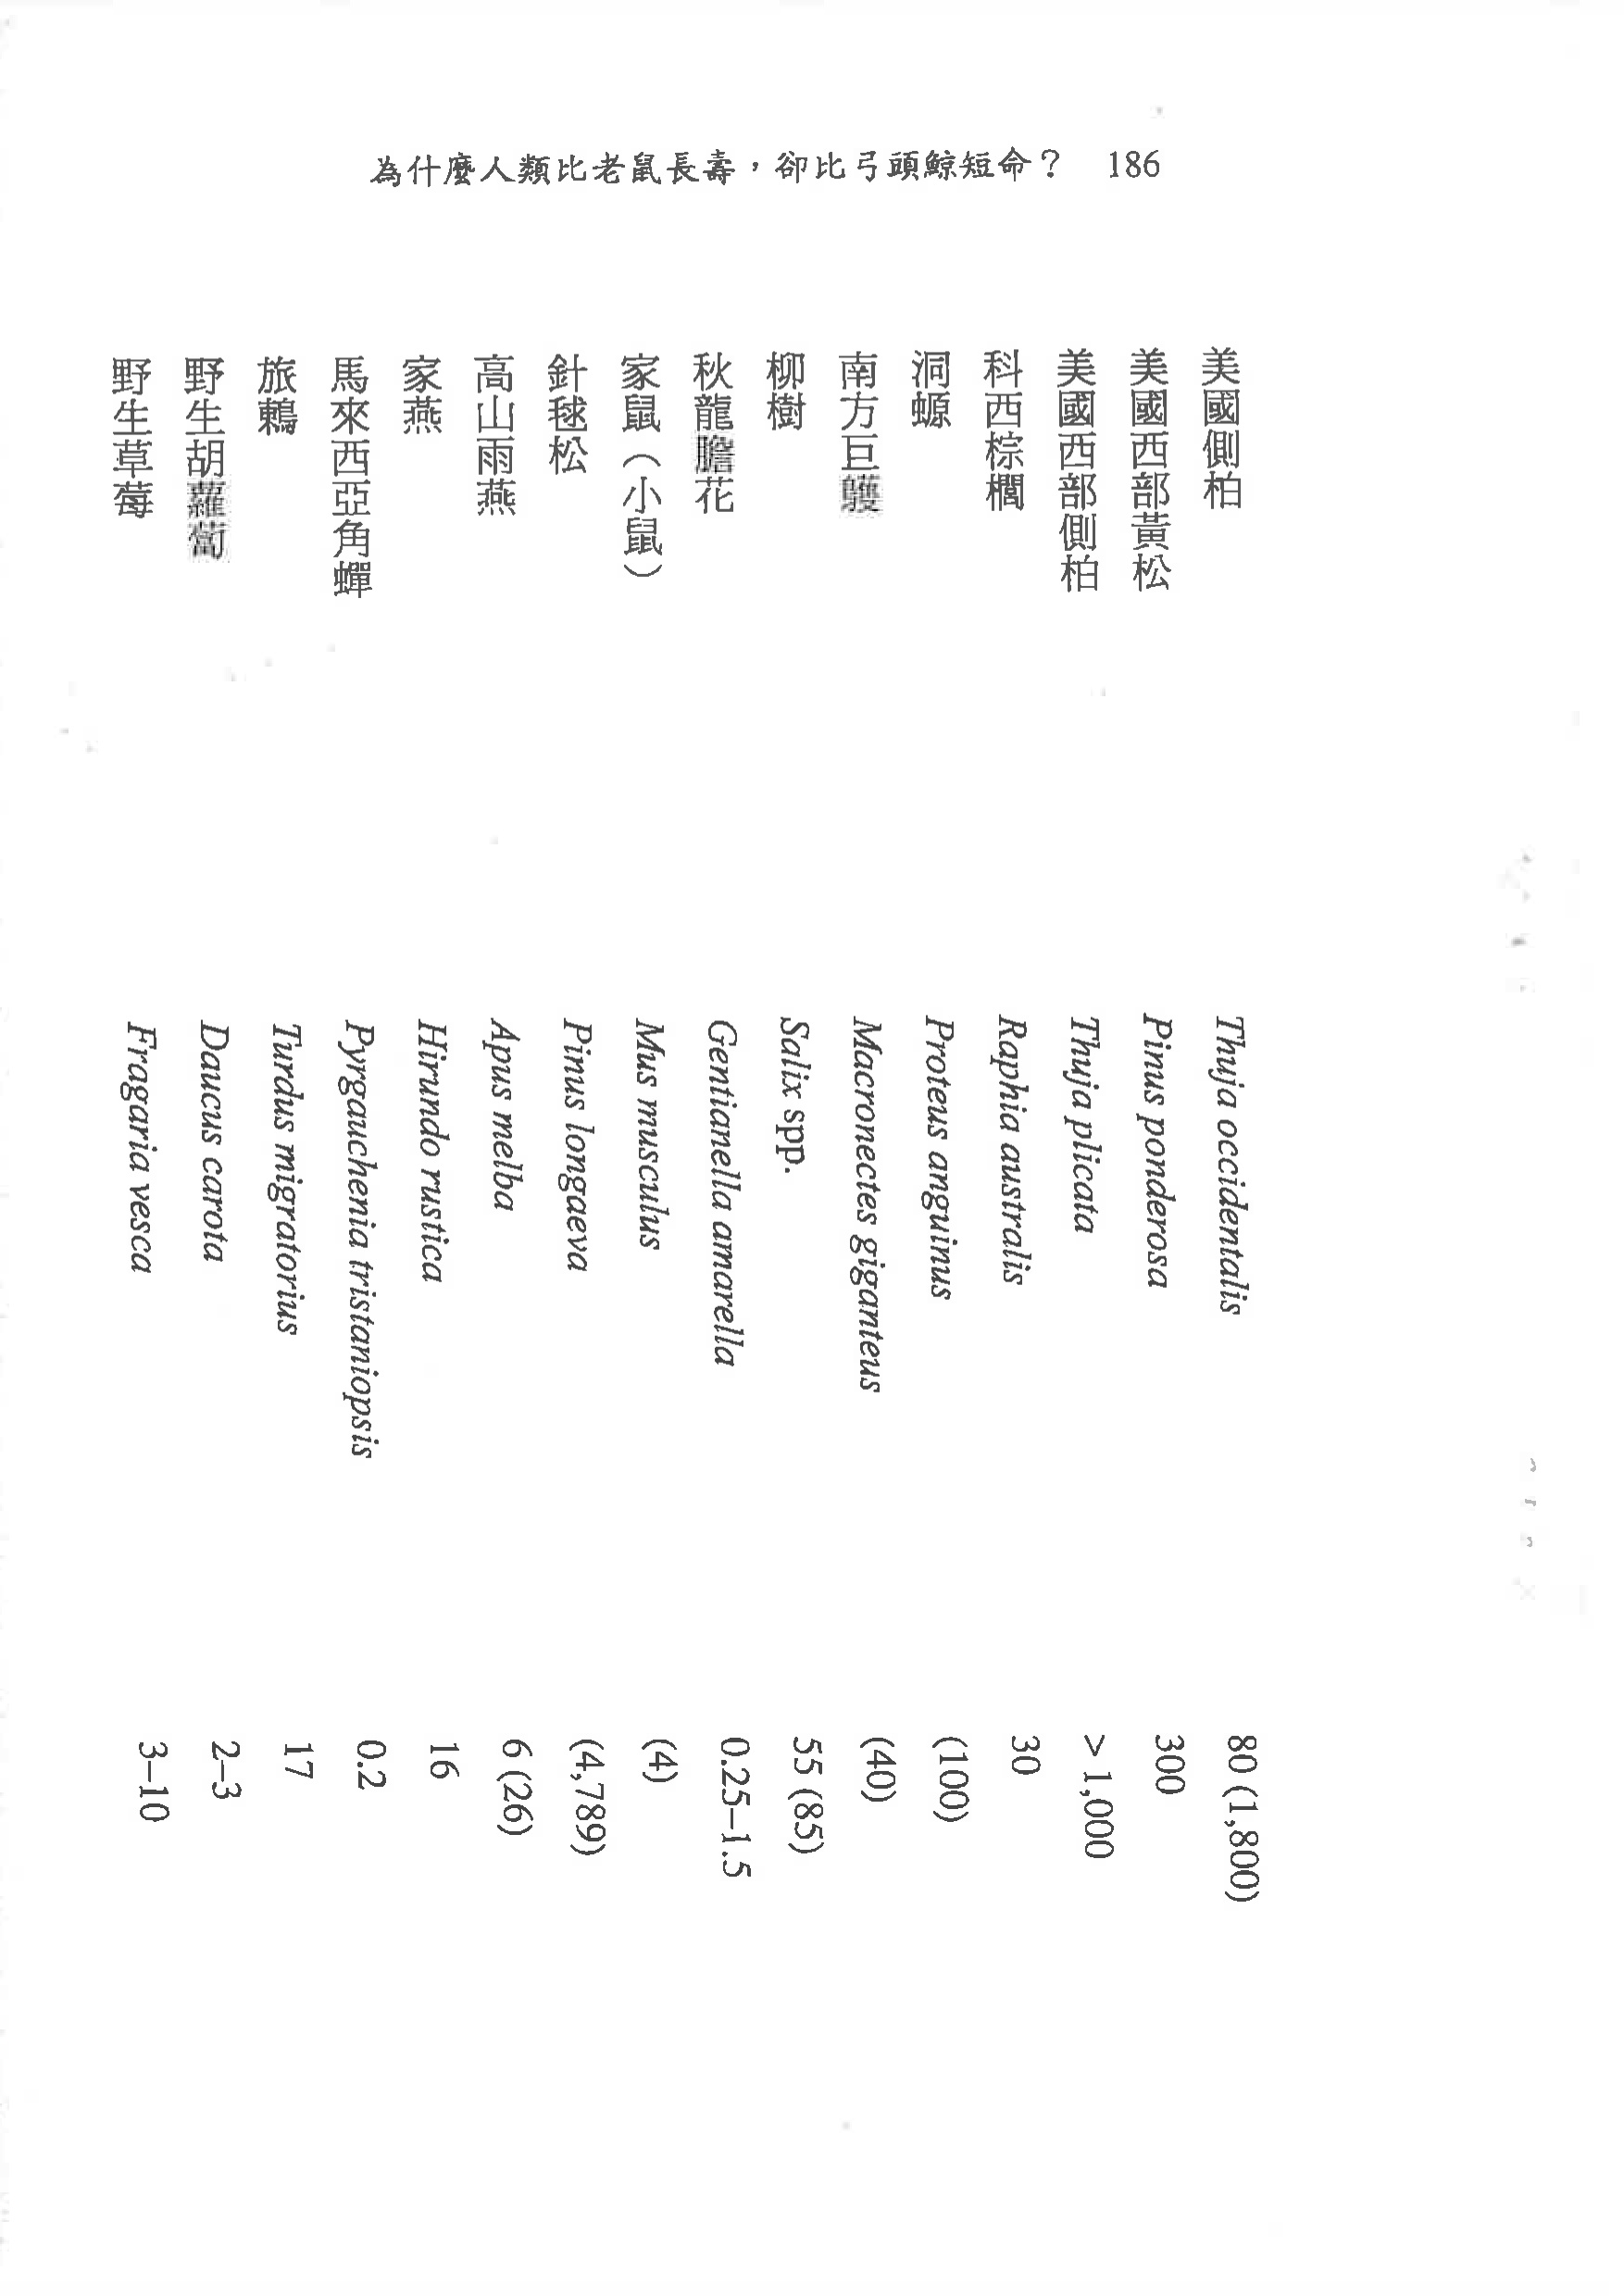 為什麼人類比老鼠長壽，卻比弓頭鯨短命？ 186
美國側柏 Thuja occidentalis 80 (1,800)
美國西部黃松 Pinus ponderosa 300
美國西部側柏 Thuja plicata > 1,000
科西棕櫚 Raphia australis 30
洞螈 Proteus anguinus (100)
南方巨鸌 Macronectes giganteus (40)
柳樹 Salix spp. 55 (85)
秋龍膽花 Gentianella amarella 0.25–1.5
家鼠（小鼠） Mus musculus (4)
針毬松 Pinus longaeva (4,789)
高山雨燕 Apus melba 6 (26)
家燕 Hirundo rustica 16
馬來西亞角蟬 Pyrgauchenia tristaniopsis 0.2
旅鶇 Turdus migratorius 17
野生胡蘿蔔 Daucus carota 2–3
野生草莓 Fragaria vesca 3–10